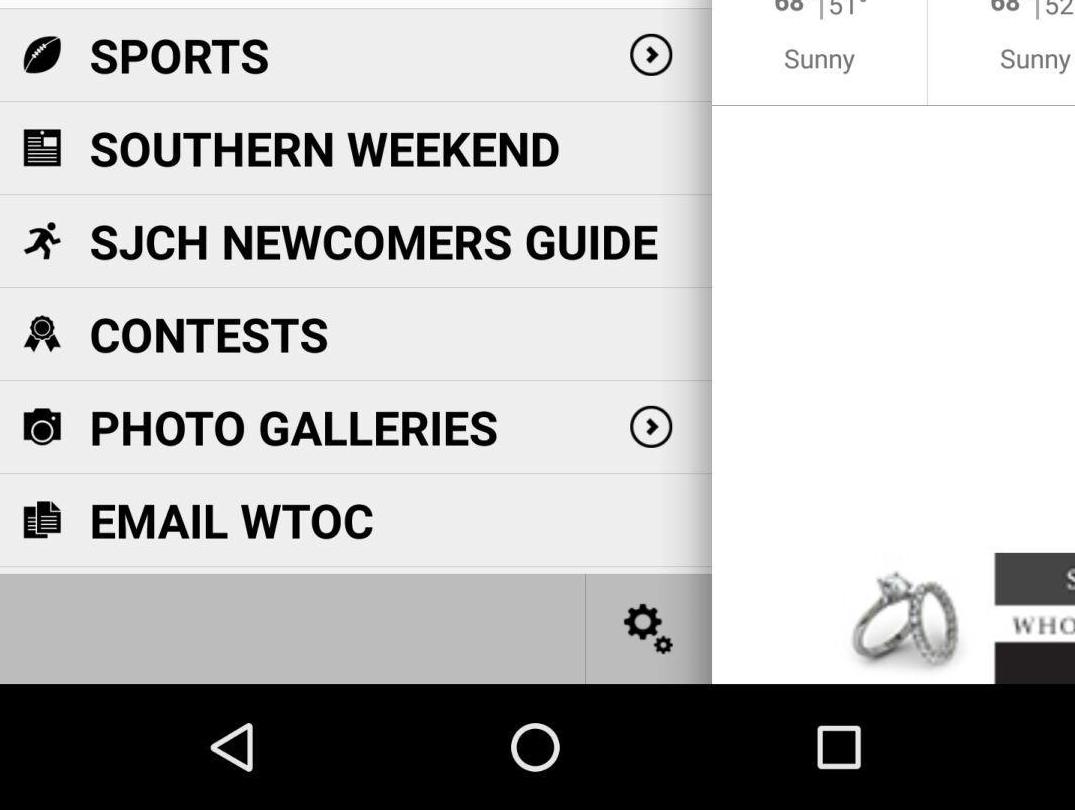 68° | 51°
68° | 52
Sunny
Sunny
SPORTS
SOUTHERN WEEKEND
SJCH NEWCOMERS GUIDE
CONTESTS
PHOTO GALLERIES
EMAIL WTOC
S
WHO